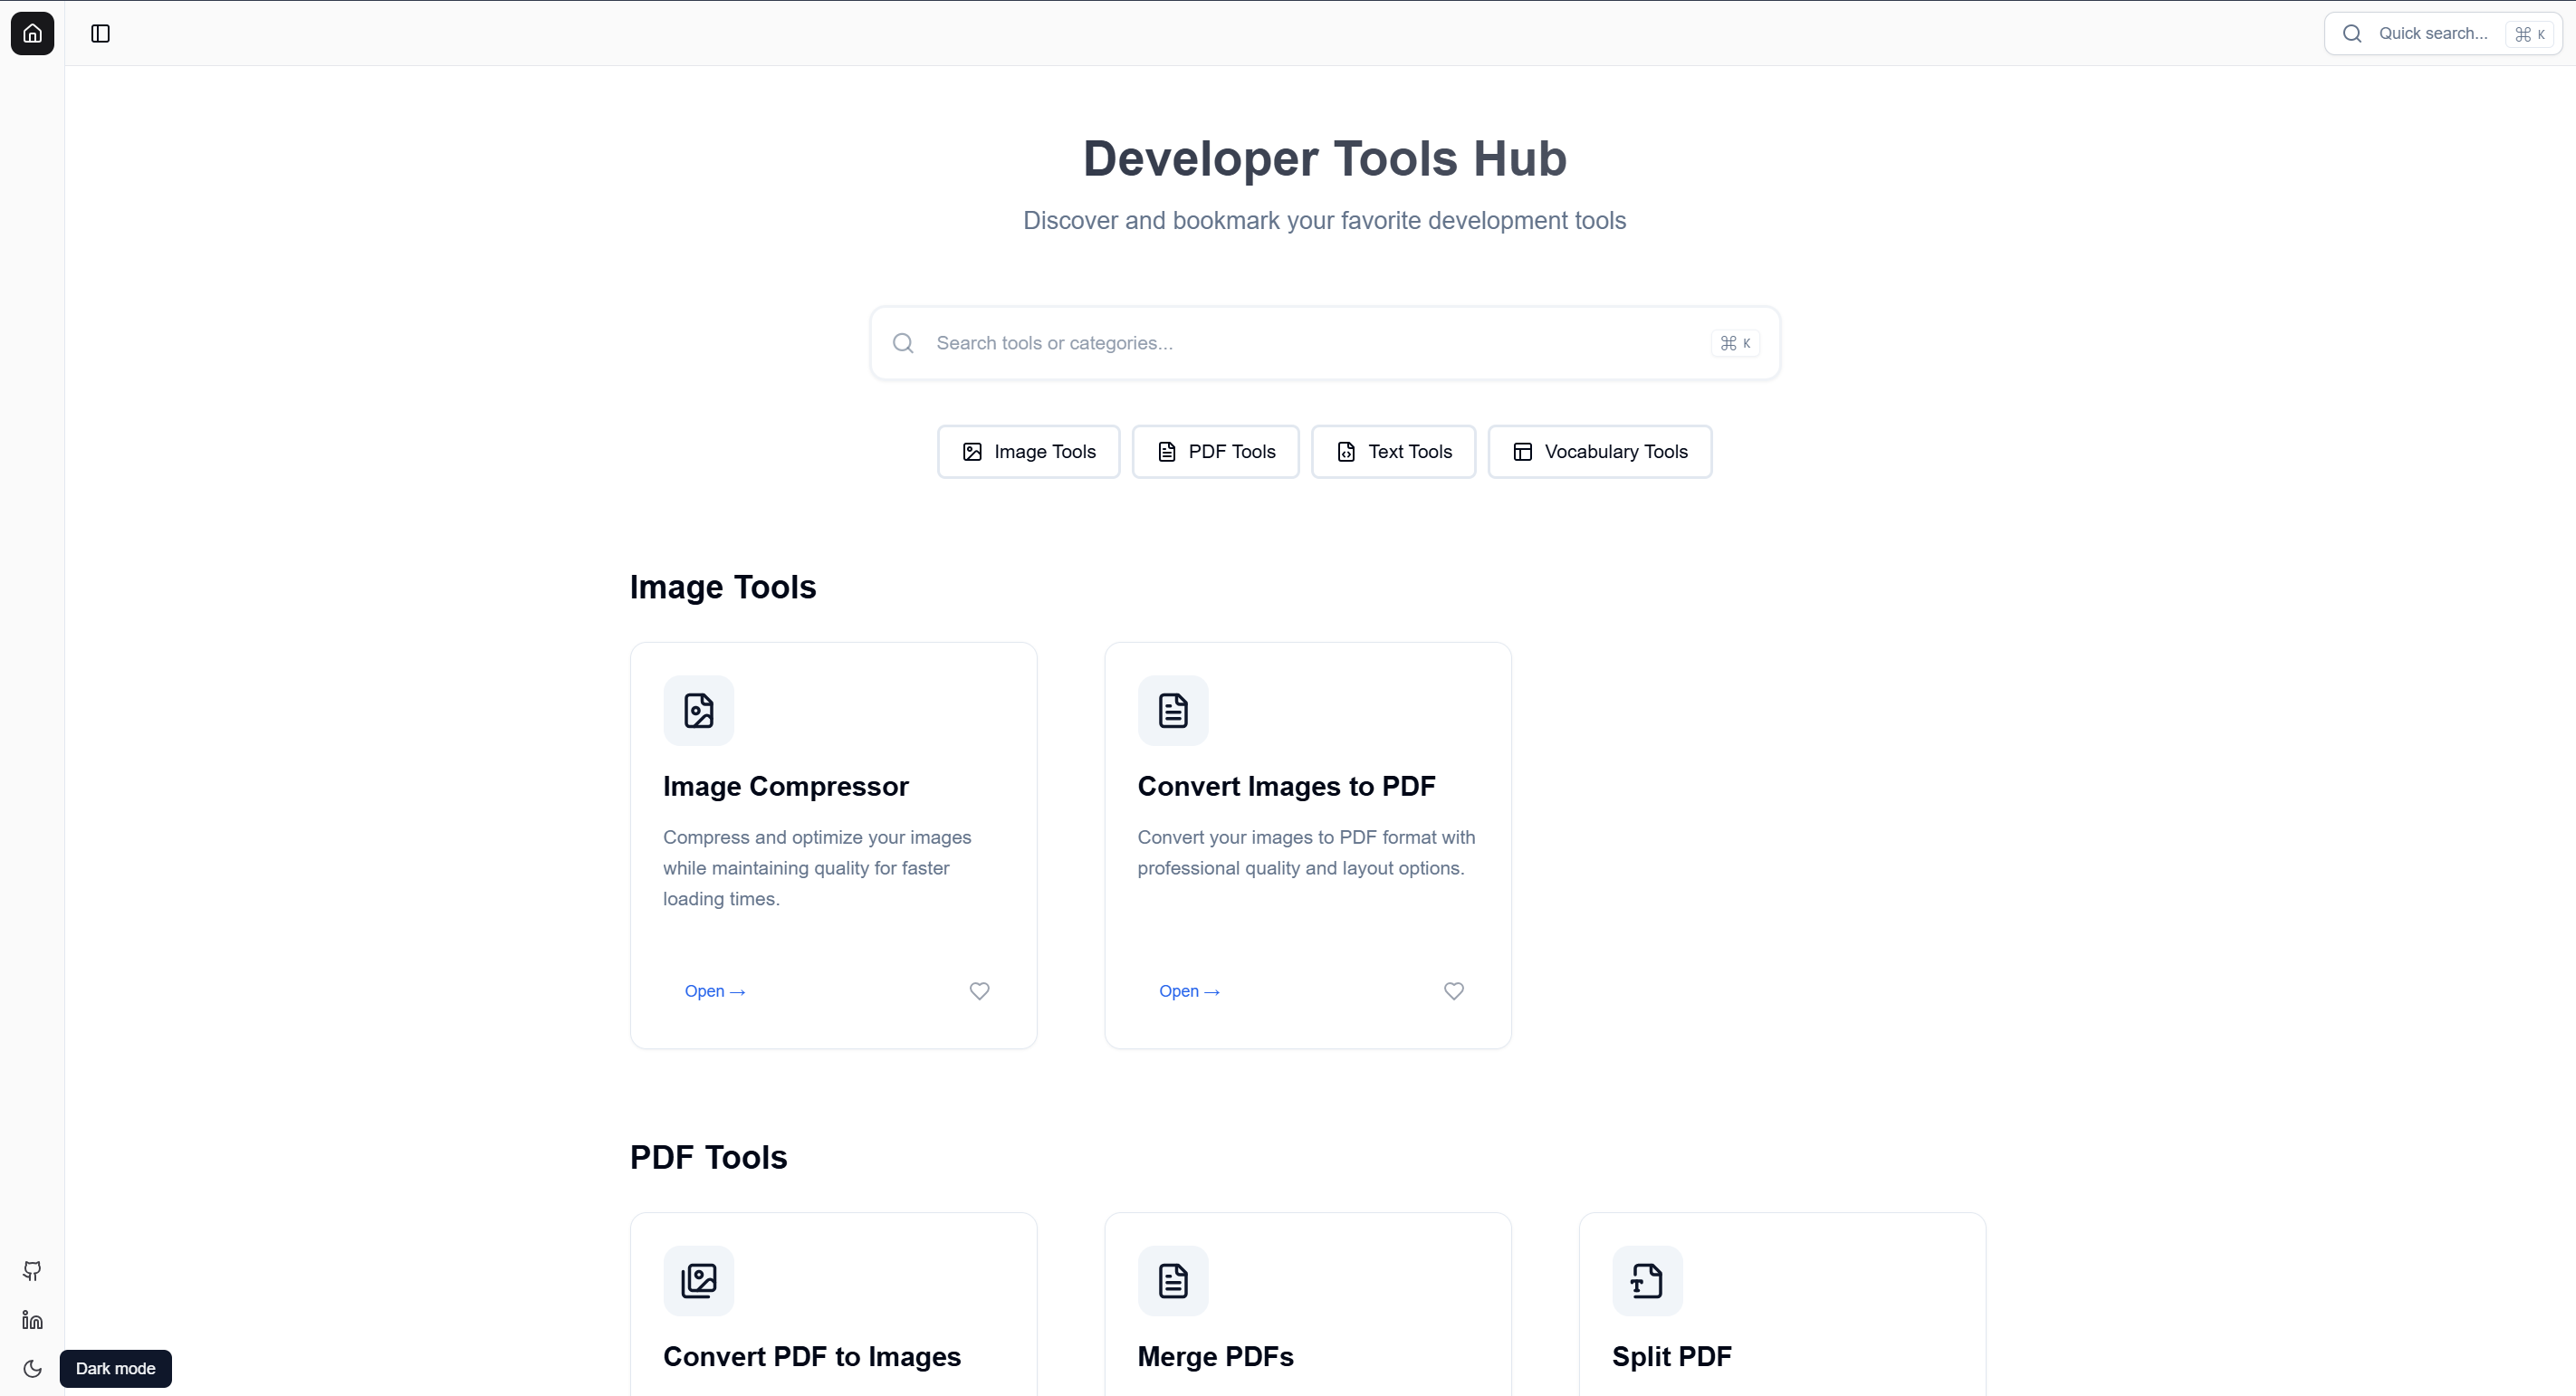 Quick search...
⌘ K
Developer Tools Hub
Discover and bookmark your favorite development tools
Search tools or categories...
⌘ K
Image Tools
PDF Tools
Text Tools
Vocabulary Tools
Image Tools
Image Compressor
Compress and optimize your images
while maintaining quality for faster
loading times.
Open →
Convert Images to PDF
Convert your images to PDF format with
professional quality and layout options.
Open →
PDF Tools
Convert PDF to Images
Merge PDFs
Split PDF
Dark mode